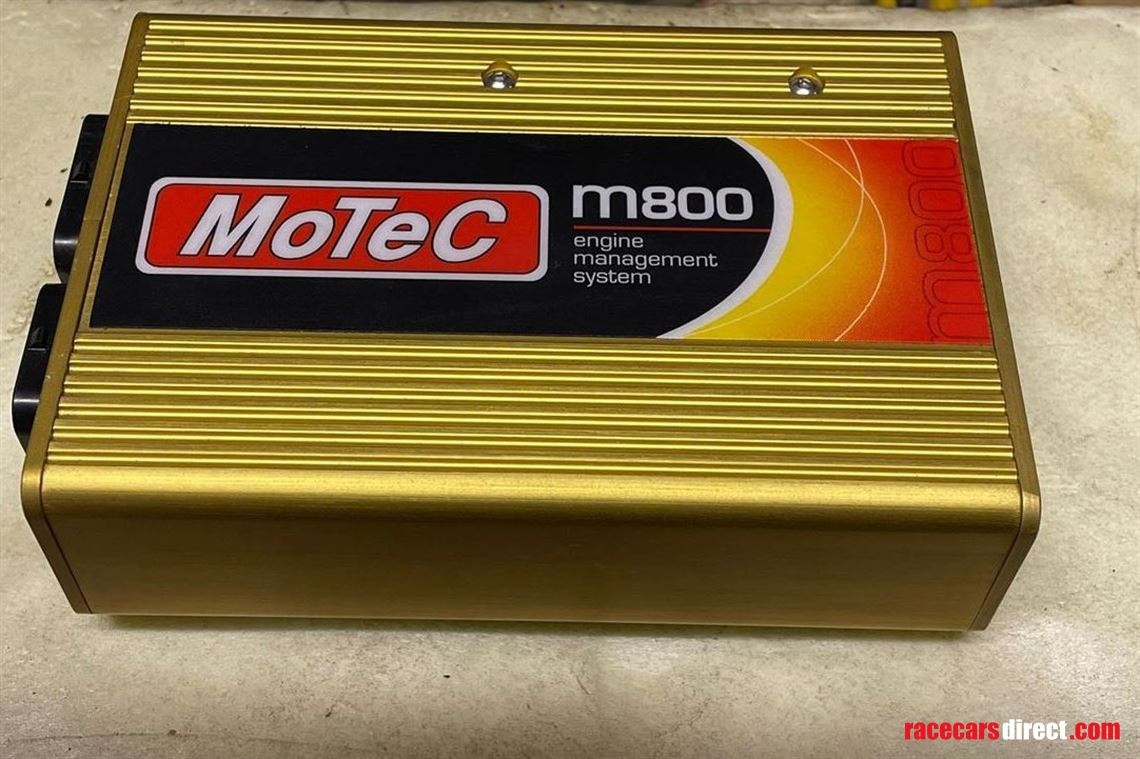 MoTeC
m800
engine
management
system
m800
racecarsdirect.com